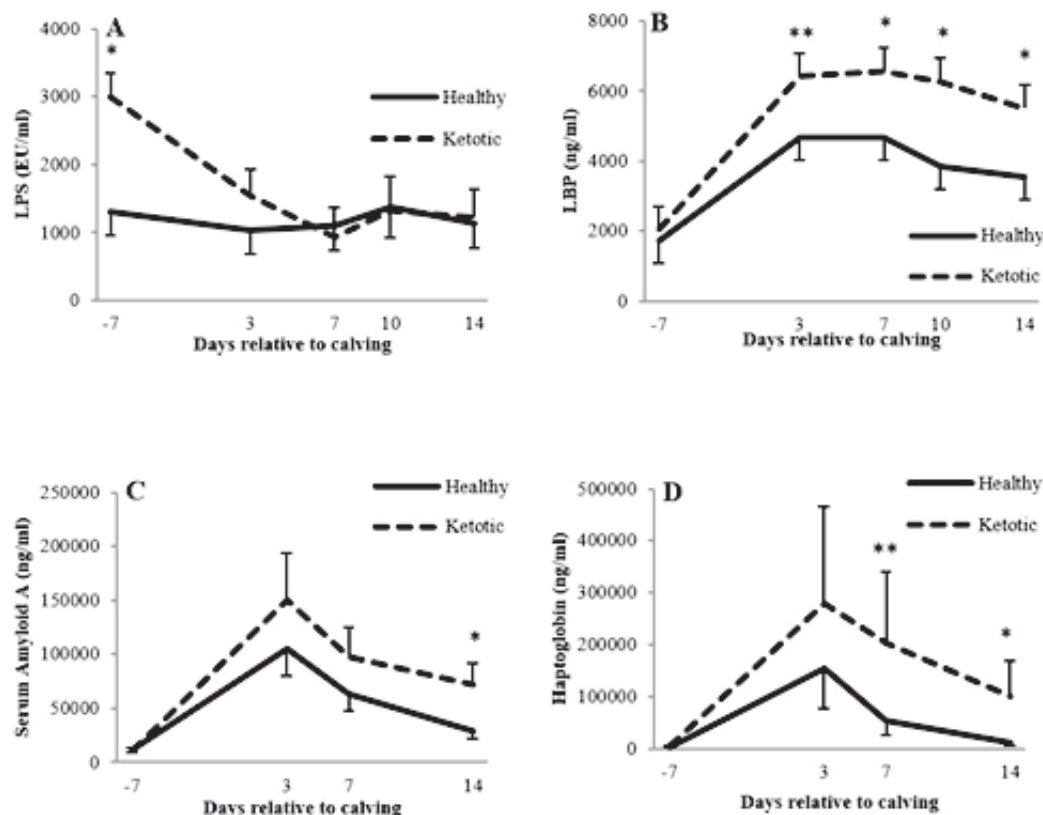 A
5000
4000
3000
2000
1000
0
LPS (EU/ml)
*
Healthy
Ketotic
-7 3 7 10 14
Days relative to calving
B
8000
6000
4000
2000
0
LBP (ng/ml)
** * * *
Healthy
Ketotic
-7 3 7 10 14
Days relative to calving
C
250000
200000
150000
100000
50000
0
Serum Amyloid A (ng/ml)
Healthy
Ketotic
*
-7 3 7 14
Days relative to calving
D
500000
400000
300000
200000
100000
0
Haptoglobin (ng/ml)
Healthy
Ketotic
** *
-7 3 7 14
Days relative to calving